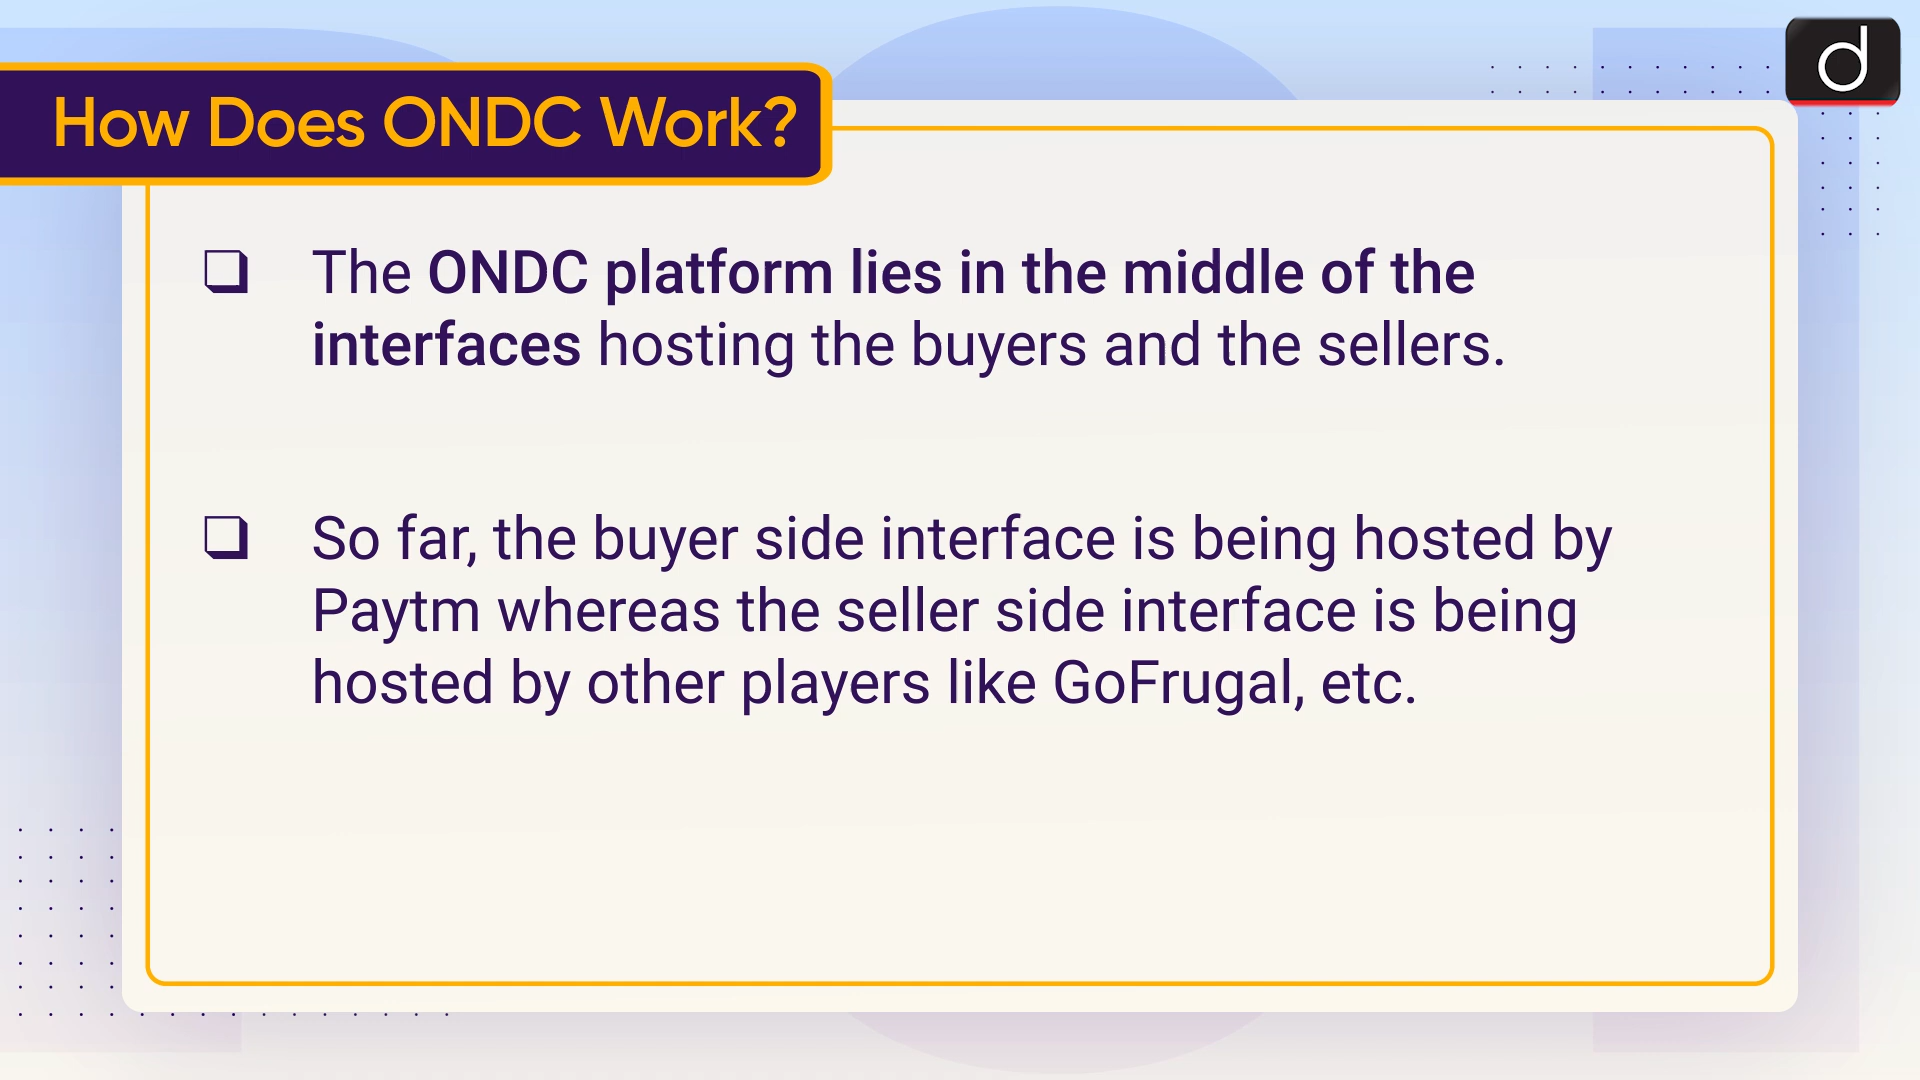 How Does ONDC Work?
d
❑ The ONDC platform lies in the middle of the
interfaces hosting the buyers and the sellers.
❑ So far, the buyer side interface is being hosted by
Paytm whereas the seller side interface is being
hosted by other players like GoFrugal, etc.